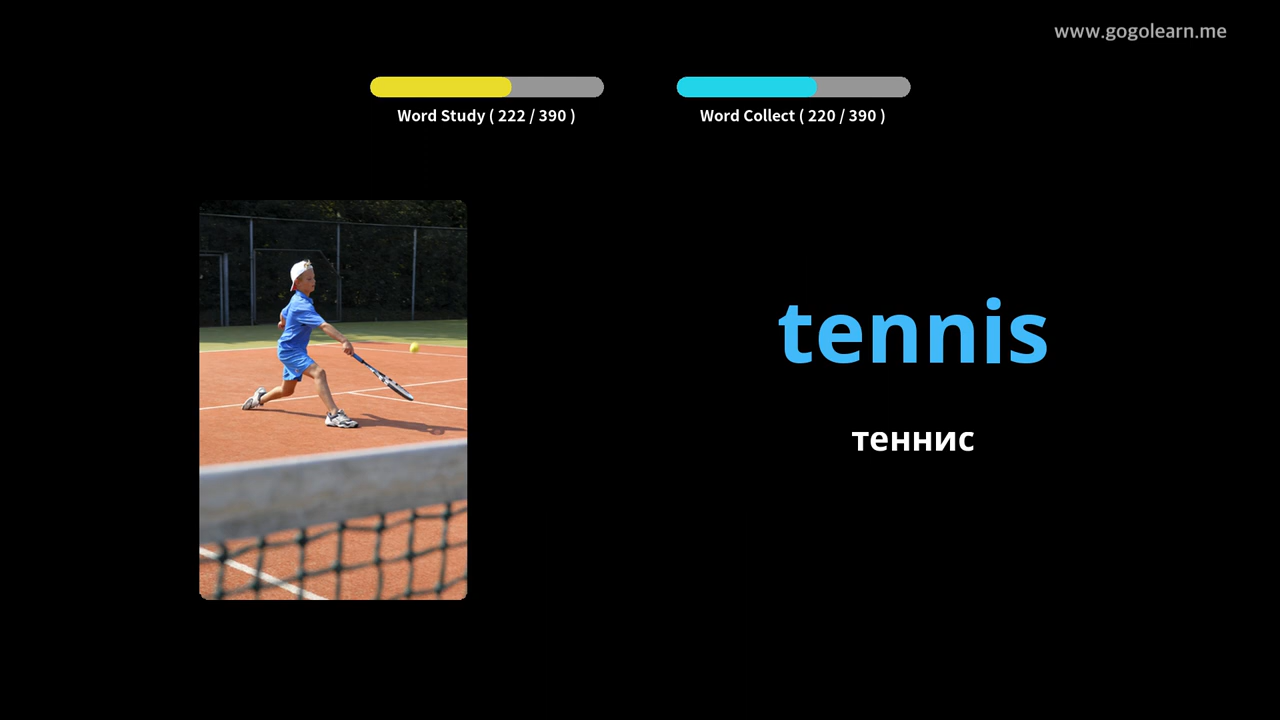 www.gogolearn.me
Word Study ( 222 / 390 )
Word Collect ( 220 / 390 )
tennis
теннис